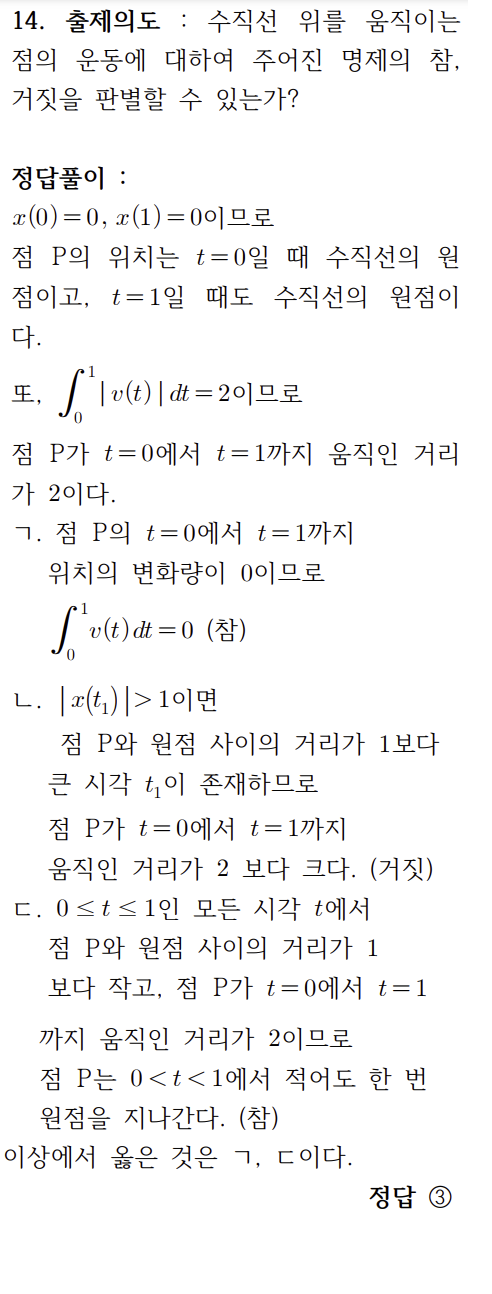 14. 출제의도 : 수직선 위를 움직이는
점의 운동에 대하여 주어진 명제의 참,
거짓을 판별할 수 있는가?
정답풀이 :
x(0)=0, x(1)=0이므로
점 P의 위치는 t=0일 때 수직선의 원
점이고, t=1일 때도 수직선의 원점이
다.
또, ∫₀¹|v(t)|dt=2이므로
점 P가 t=0에서 t=1까지 움직인 거리
가 2이다.
ㄱ. 점 P의 t=0에서 t=1까지
위치의 변화량이 0이므로
∫₀¹v(t)dt=0 (참)
ㄴ. |x(t₁)|>1이면
점 P와 원점 사이의 거리가 1보다
큰 시각 t₁이 존재하므로
점 P가 t=0에서 t=1까지
움직인 거리가 2 보다 크다. (거짓)
ㄷ. 0≤t≤1인 모든 시각 t에서
점 P와 원점 사이의 거리가 1
보다 작고, 점 P가 t=0에서 t=1
까지 움직인 거리가 2이므로
점 P는 0<t<1에서 적어도 한 번
원점을 지나간다. (참)
이상에서 옳은 것은 ㄱ, ㄷ이다.
정답 ③